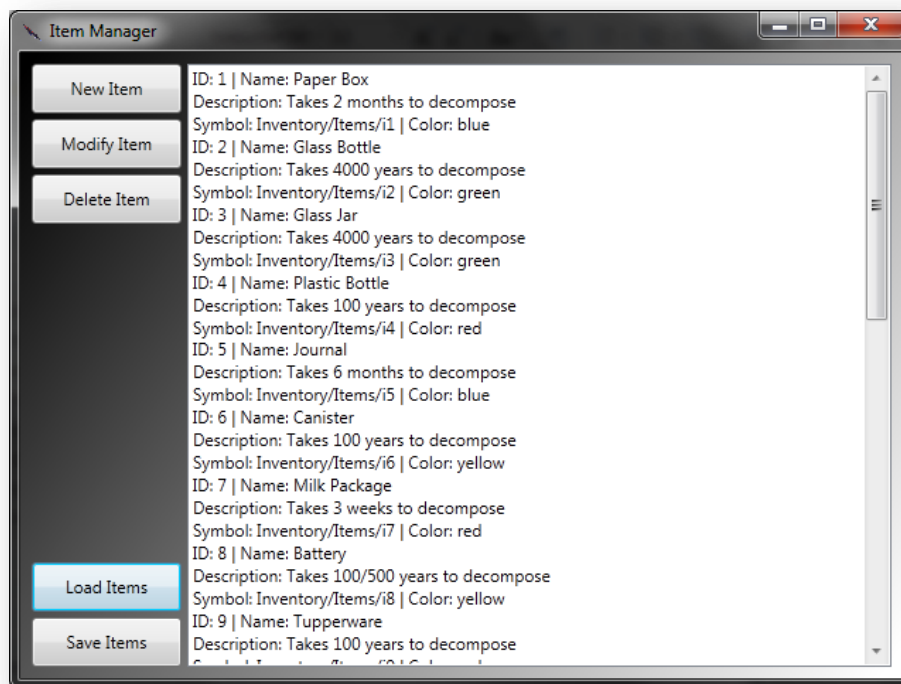 Item Manager
New Item
Modify Item
Delete Item
Load Items
Save Items
ID: 1 | Name: Paper Box
Description: Takes 2 months to decompose
Symbol: Inventory/Items/i1 | Color: blue
ID: 2 | Name: Glass Bottle
Description: Takes 4000 years to decompose
Symbol: Inventory/Items/i2 | Color: green
ID: 3 | Name: Glass Jar
Description: Takes 4000 years to decompose
Symbol: Inventory/Items/i3 | Color: green
ID: 4 | Name: Plastic Bottle
Description: Takes 100 years to decompose
Symbol: Inventory/Items/i4 | Color: red
ID: 5 | Name: Journal
Description: Takes 6 months to decompose
Symbol: Inventory/Items/i5 | Color: blue
ID: 6 | Name: Canister
Description: Takes 100 years to decompose
Symbol: Inventory/Items/i6 | Color: yellow
ID: 7 | Name: Milk Package
Description: Takes 3 weeks to decompose
Symbol: Inventory/Items/i7 | Color: red
ID: 8 | Name: Battery
Description: Takes 100/500 years to decompose
Symbol: Inventory/Items/i8 | Color: yellow
ID: 9 | Name: Tupperware
Description: Takes 100 years to decompose